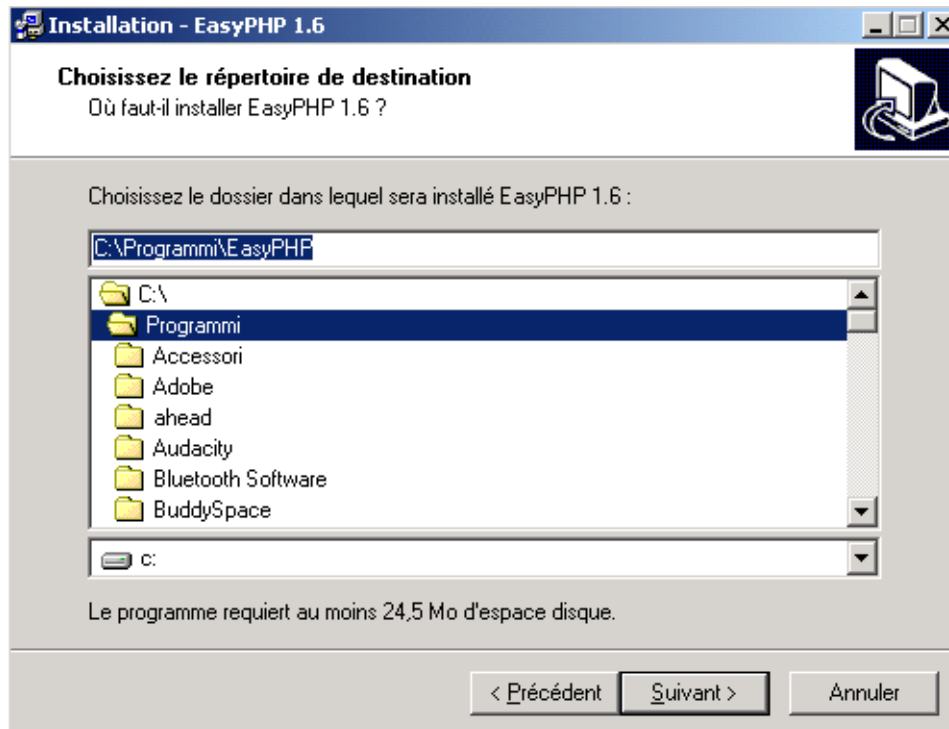 Installation - EasyPHP 1.6
Choisissez le répertoire de destination
Où faut-il installer EasyPHP 1.6 ?
Choisissez le dossier dans lequel sera installé EasyPHP 1.6 :
C:\Programmi\EasyPHP
C:\
Programmi
Accessori
Adobe
ahead
Audacity
Bluetooth Software
BuddySpace
c:
Le programme requiert au moins 24,5 Mo d'espace disque.
< Précédent Suivant > Annuler